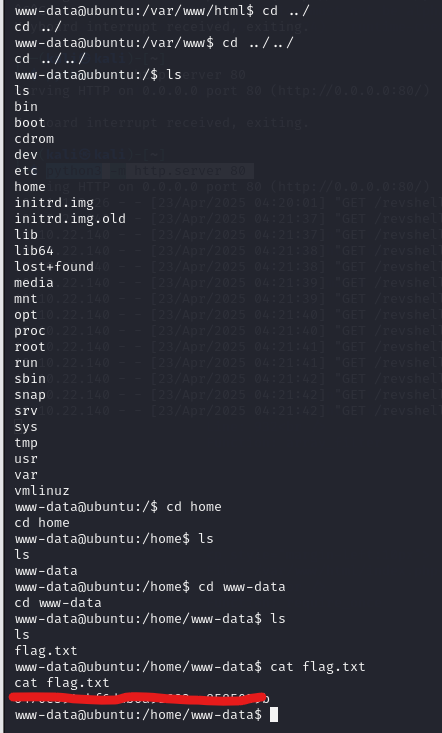 www-data@ubuntu:/var/www/html$ cd ../
cd ../
www-data@ubuntu:/var/www$ cd ../../
cd ../../
www-data@ubuntu:/$ ls
ls
bin
boot
cdrom
dev
etc
home
initrd.img
initrd.img.old
lib
lib64
lost+found
media
mnt
opt
proc
root
run
sbin
snap
srv
sys
tmp
usr
var
vmlinuz
www-data@ubuntu:/$ cd home
cd home
www-data@ubuntu:/home$ ls
ls
www-data
www-data@ubuntu:/home$ cd www-data
cd www-data
www-data@ubuntu:/home/www-data$ ls
ls
flag.txt
www-data@ubuntu:/home/www-data$ cat flag.txt
cat flag.txt
www-data@ubuntu:/home/www-data$